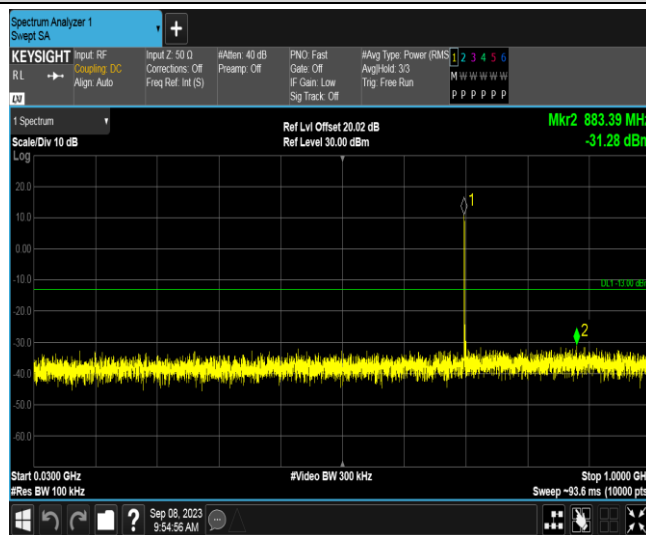 Spectrum Analyzer 1
Swept SA
+
KEYSIGHT
RL
LXI
Input: RF
Coupling: DC
Align: Auto
Input Z: 50 Ω
Corrections: Off
Freq Ref: Int (S)
#Atten: 40 dB
Preamp: Off
PNO: Fast
Gate: Off
IF Gain: Low
Sig Track: Off
#Avg Type: Power (RMS
Avg|Hold: 3/3
Trig: Free Run
1 2 3 4 5 6
M W W W W W
P P P P P P
1 Spectrum
Scale/Div 10 dB
Log
Ref Lvl Offset 20.02 dB
Ref Level 30.00 dBm
Mkr2 883.39 MHz
-31.28 dBm
20.0
10.0
0.00
-10.0
-20.0
-30.0
-40.0
-50.0
-60.0
1
DL1 -13.00 dBm
2
Start 0.0300 GHz
#Res BW 100 kHz
#Video BW 300 kHz
Stop 1.0000 GHz
Sweep ~93.6 ms (10000 pts)
?
Sep 08, 2023
9:54:56 AM